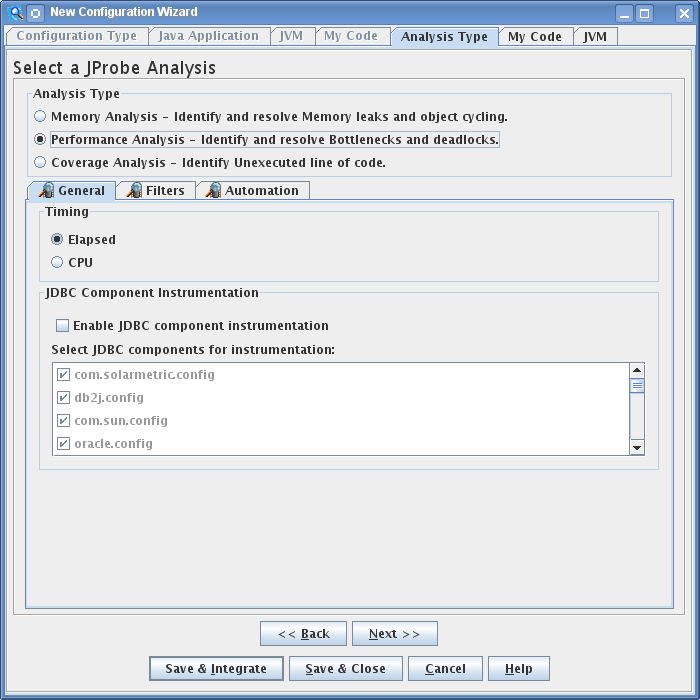 New Configuration Wizard
Configuration Type Java Application JVM My Code Analysis Type My Code JVM
Select a JProbe Analysis
Analysis Type
Memory Analysis - Identify and resolve Memory leaks and object cycling.
Performance Analysis - Identify and resolve Bottlenecks and deadlocks.
Coverage Analysis - Identify Unexecuted line of code.
General Filters Automation
Timing
Elapsed
CPU
JDBC Component Instrumentation
Enable JDBC component instrumentation
Select JDBC components for instrumentation:
com.solarmetric.config
db2j.config
com.sun.config
oracle.config
<< Back Next >>
Save & Integrate Save & Close Cancel Help